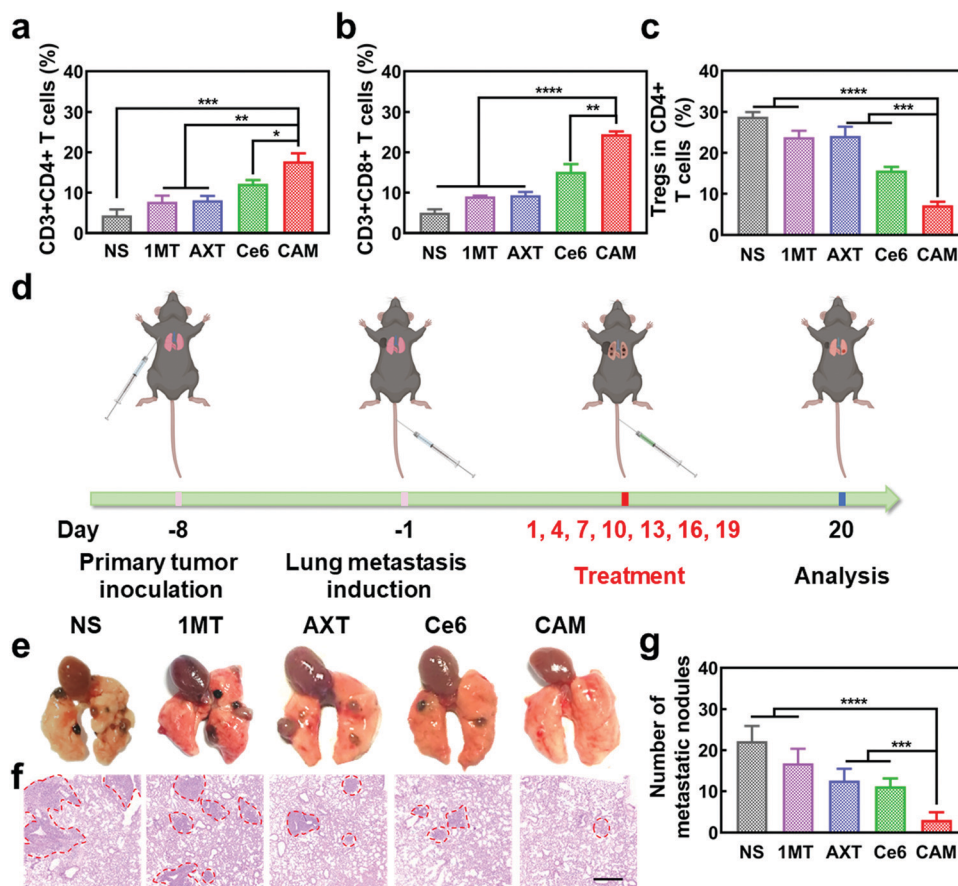 a
CD3+CD4+ T cells (%)
40
30
20
10
0
***
**
*
NS 1MT AXT Ce6 CAM
b
CD3+CD8+ T cells (%)
40
30
20
10
0
****
**
NS 1MT AXT Ce6 CAM
c
Tregs in CD4+
T cells (%)
40
30
20
10
0
****
***
NS 1MT AXT Ce6 CAM
d
Day -8 -1 1, 4, 7, 10, 13, 16, 19 20
Primary tumor
inoculation
Lung metastasis
induction
Treatment
Analysis
NS 1MT AXT Ce6 CAM
e
f
g
Number of
metastatic nodules
40
30
20
10
0
****
***
NS 1MT AXT Ce6 CAM